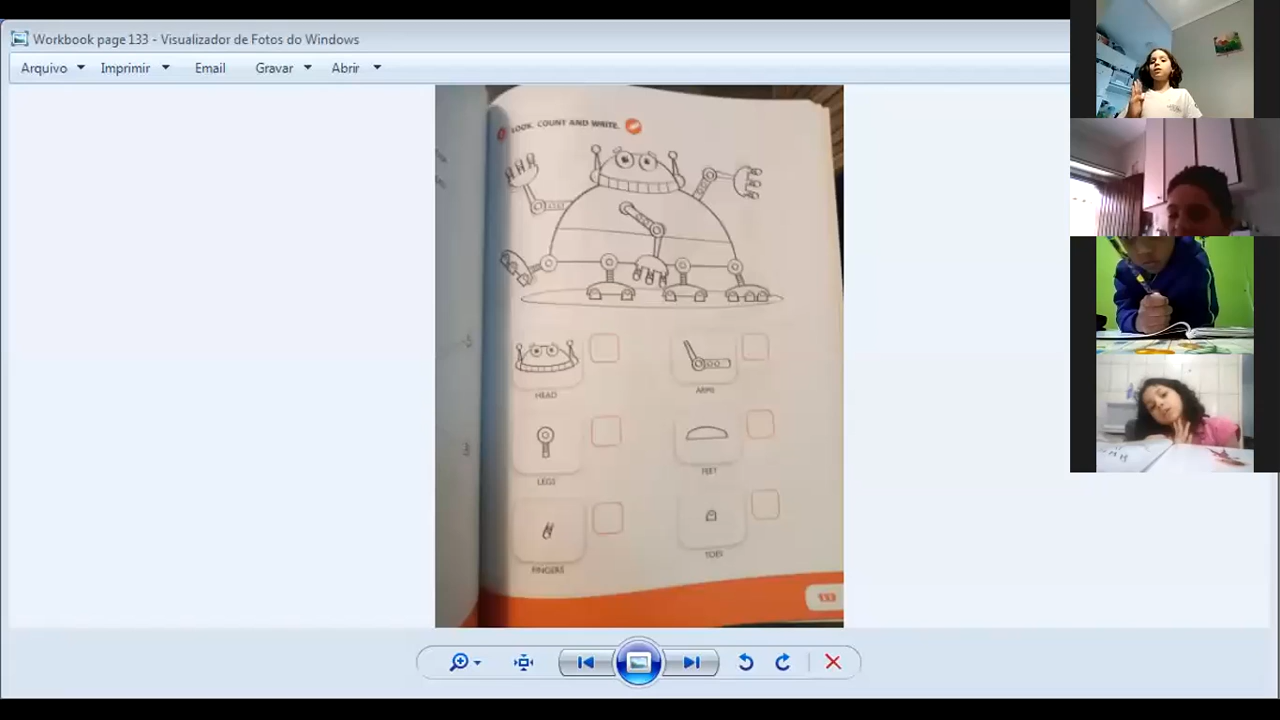 Workbook page 133 - Visualizador de Fotos do Windows
Arquivo Imprimir Email Gravar Abrir
LOOK, COUNT AND WRITE.
HEAD ARMS
LEGS FEET
FINGERS TOES
133